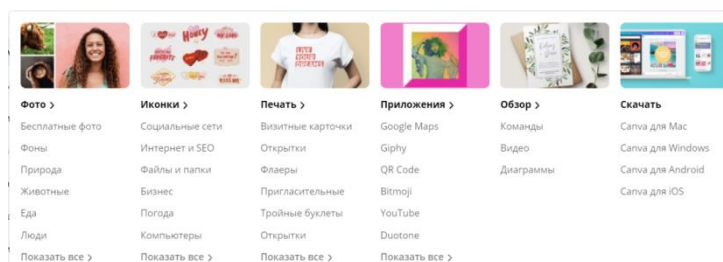 Фото >
Бесплатные фото
Фоны
Природа
Животные
Еда
Люди
Показать все >
Иконки >
Социальные сети
Интернет и SEO
Файлы и папки
Бизнес
Погода
Компьютеры
Показать все >
Печать >
Визитные карточки
Открытки
Флаеры
Пригласительные
Тройные буклеты
Открытки
Показать все >
Приложения >
Google Maps
Giphy
QR Code
Bitmoji
YouTube
Duotone
Показать все >
Обзор >
Команды
Видео
Диаграммы
Скачать
Canva для Mac
Canva для Windows
Canva для Android
Canva для iOS